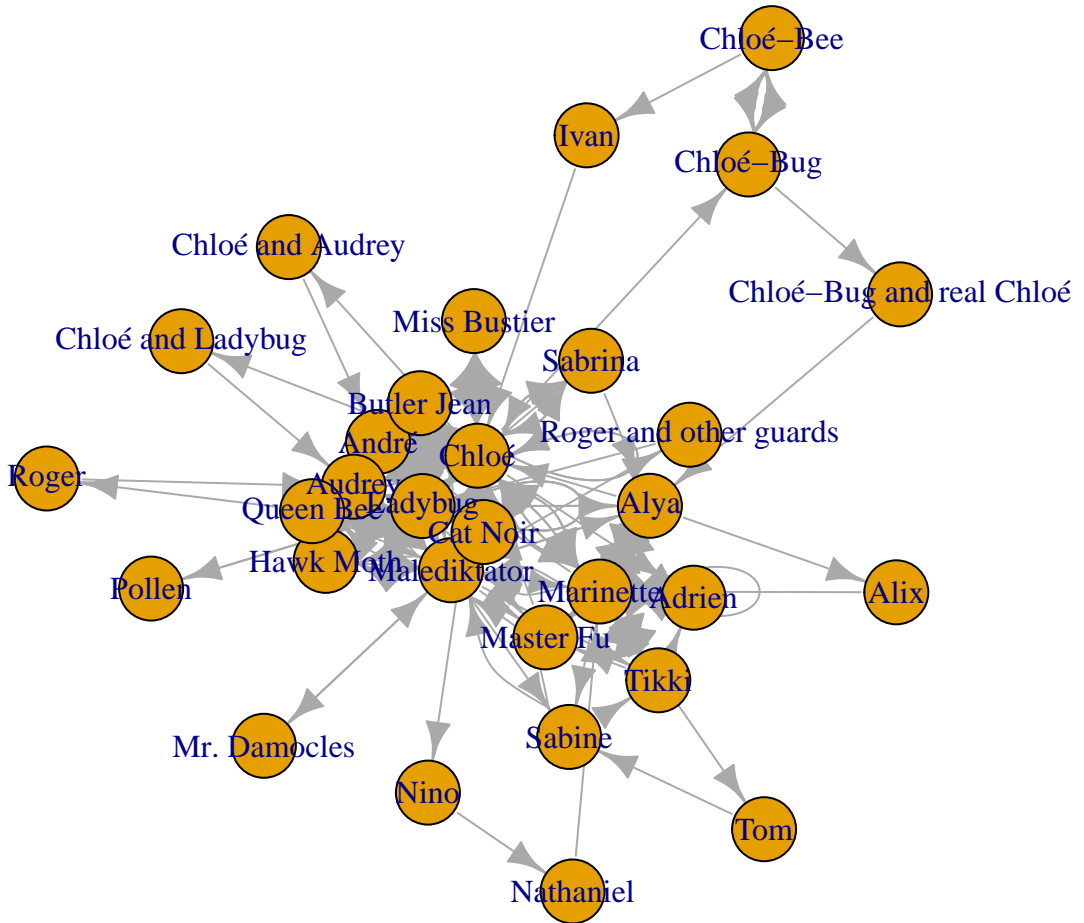 Chloé–Bee
Ivan
Chloé–Bug
Chloé and Audrey
Chloé–Bug and real Chloé
Miss Bustier
Chloé and Ladybug
Sabrina
Butler Jean
Roger and other guards
André
Chloé
Roger
Audrey
Ladybug
Queen Bee
Alya
Cat Noir
Hawk Moth
Malediktator
Pollen
Marinette
Adrien
Alix
Master Fu
Tikki
Sabine
Mr. Damocles
Nino
Tom
Nathaniel